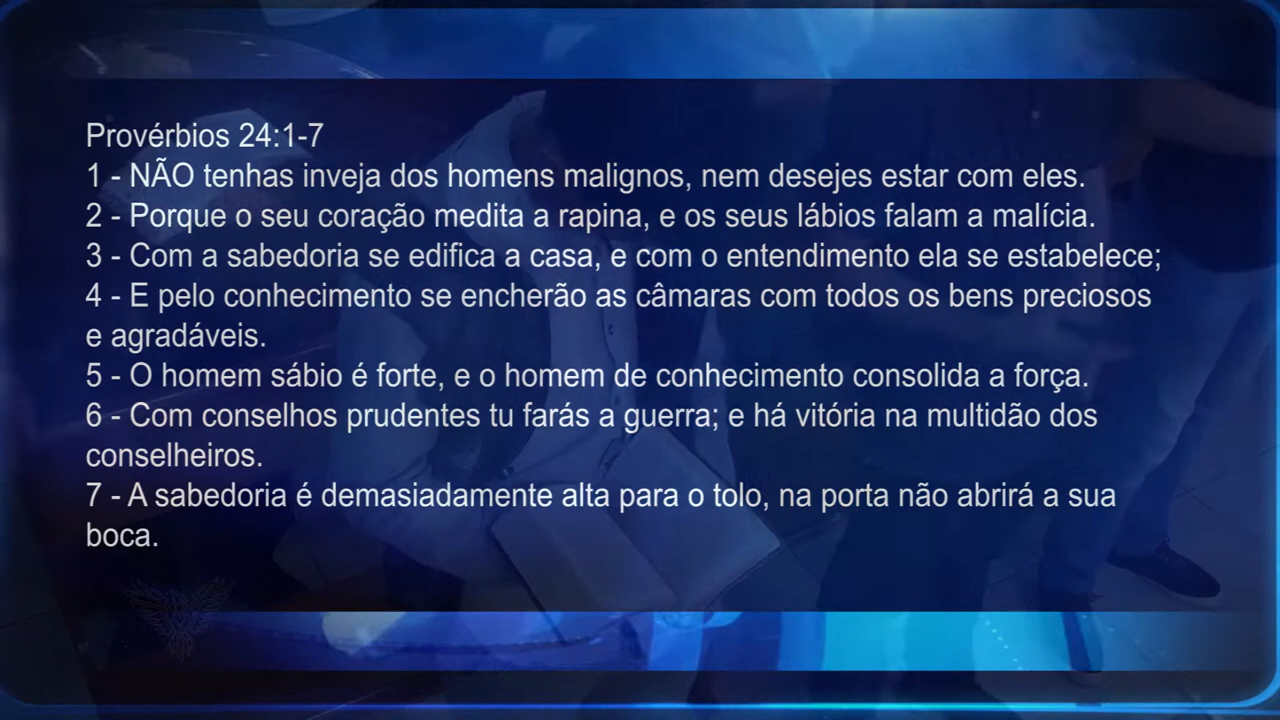 Provérbios 24:1-7
1 - NÃO tenhas inveja dos homens malignos, nem desejes estar com eles.
2 - Porque o seu coração medita a rapina, e os seus lábios falam a malícia.
3 - Com a sabedoria se edifica a casa, e com o entendimento ela se estabelece;
4 - E pelo conhecimento se encherão as câmaras com todos os bens preciosos
e agradáveis.
5 - O homem sábio é forte, e o homem de conhecimento consolida a força.
6 - Com conselhos prudentes tu farás a guerra; e há vitória na multidão dos
conselheiros.
7 - A sabedoria é demasiadamente alta para o tolo, na porta não abrirá a sua
boca.